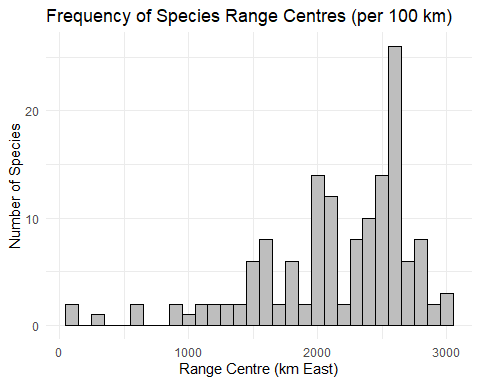 Frequency of Species Range Centres (per 100 km)
Number of Species
20
10
0
0 1000 2000 3000
Range Centre (km East)